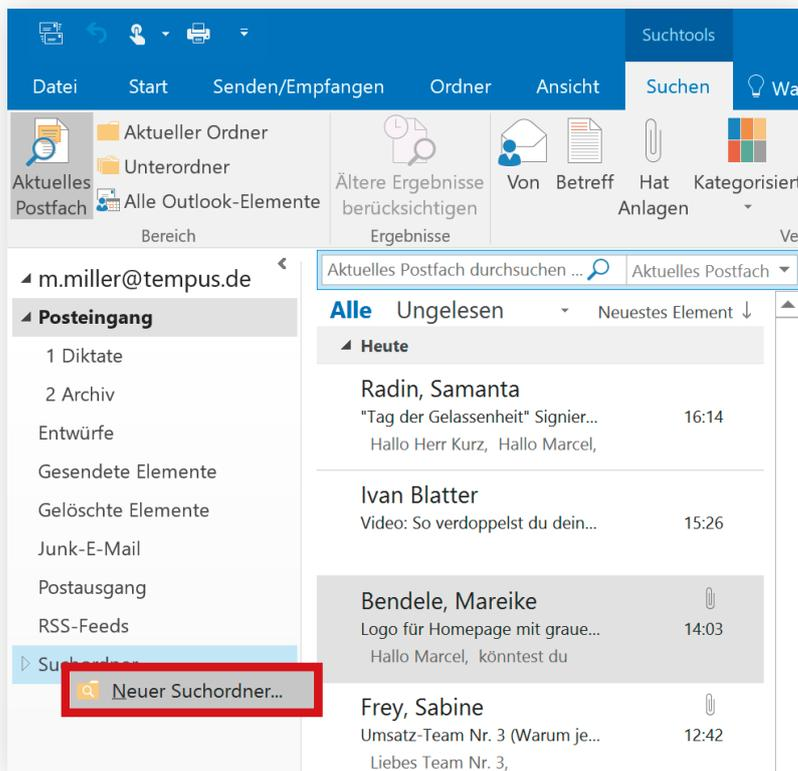 Suchtools
Datei Start Senden/Empfangen Ordner Ansicht Suchen
Aktueller Ordner
Unterordner
Alle Outlook-Elemente
Aktuelles
Postfach
Bereich
Ältere Ergebnisse
berücksichtigen
Ergebnisse
Von Betreff Hat
Anlagen
Kategorisiert
m.miller@tempus.de
Posteingang
1 Diktate
2 Archiv
Entwürfe
Gesendete Elemente
Gelöschte Elemente
Junk-E-Mail
Postausgang
RSS-Feeds
Suchordner
Neuer Suchordner...
Aktuelles Postfach durchsuchen ... Aktuelles Postfach
Alle Ungelesen Neuestes Element
Heute
Radin, Samanta
"Tag der Gelassenheit" Signier... 16:14
Hallo Herr Kurz, Hallo Marcel,
Ivan Blatter
Video: So verdoppelst du dein... 15:26
Bendele, Mareike
Logo für Homepage mit graue... 14:03
Hallo Marcel, könntest du
Frey, Sabine
Umsatz-Team Nr. 3 (Warum je... 12:42
Liebes Team Nr. 3,